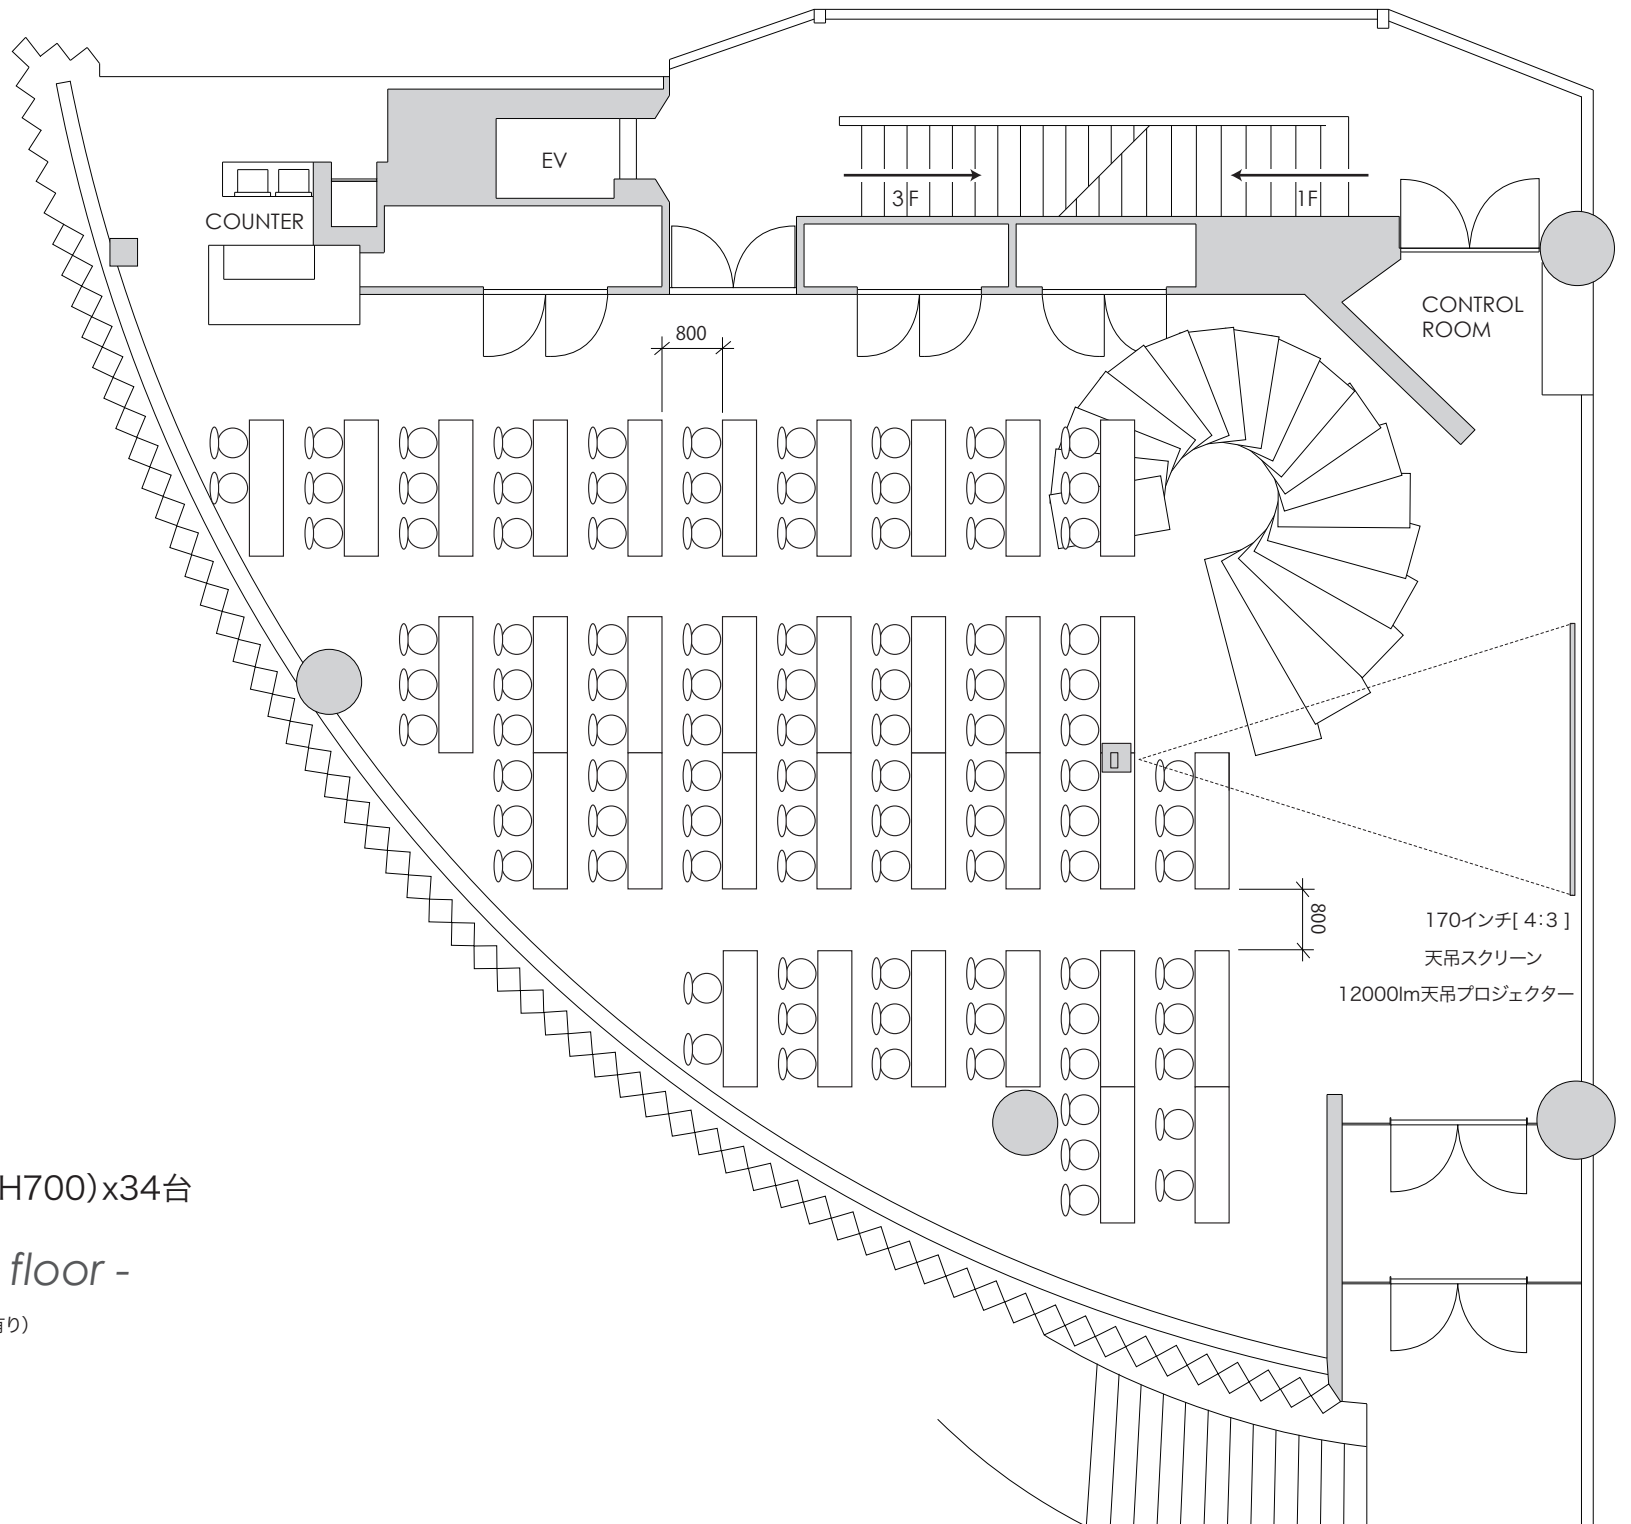 EV
3F
1F
COUNTER
CONTROL
ROOM
800
800
170インチ[ 4:3 ]
天吊スクリーン
12000lm天吊プロジェクター
H700)x34台
floor -
有り)